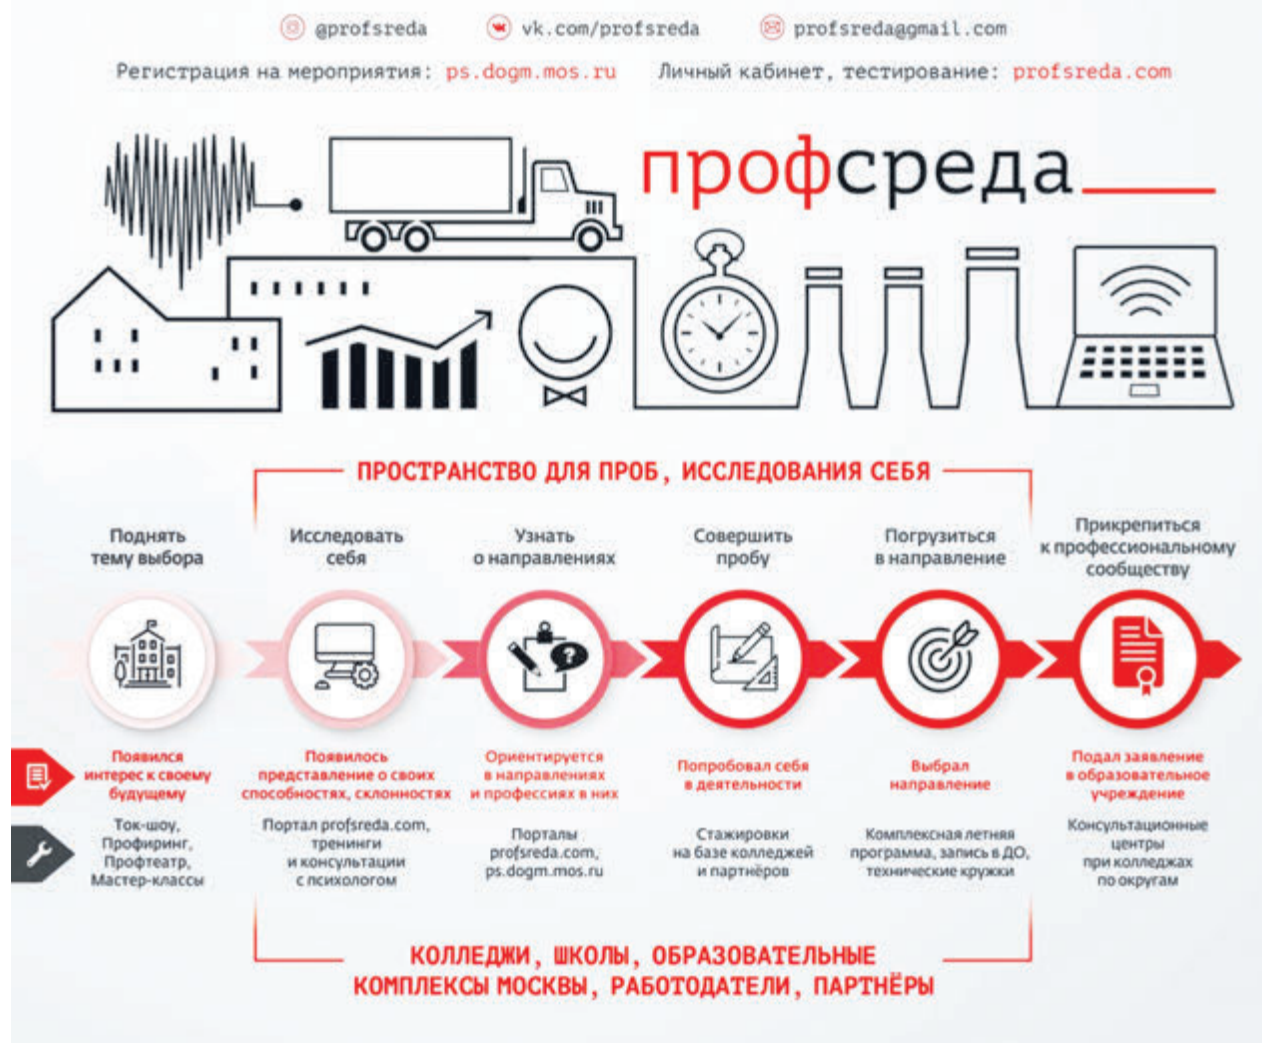 @profsreda vk.com/profsreda profsreda@gmail.com
Регистрация на мероприятия: ps.dogm.mos.ru Личный кабинет, тестирование: profsreda.com
профсреда
ПРОСТРАНСТВО ДЛЯ ПРОБ, ИССЛЕДОВАНИЯ СЕБЯ
Поднять
тему выбора
Исследовать
себя
Узнать
о направлениях
Совершить
пробу
Погрузиться
в направление
Прикрепиться
к профессиональному
сообществу
Появился
интерес к своему
будущему
Появилось
представление о своих
способностях, склонностях
Ориентируется
в направлениях
и профессиях в них
Попробовал себя
в деятельности
Выбрал
направление
Подал заявление
в образовательное
учреждение
Ток-шоу,
Профиринг,
Профтеатр,
Мастер-классы
Портал profsreda.com,
тренинги
и консультации
с психологом
Порталы
profsreda.com,
ps.dogm.mos.ru
Стажировки
на базе колледжей
и партнёров
Комплексная летняя
программа, запись в ДО,
технические кружки
Консультационные
центры
при колледжах
по округам
КОЛЛЕДЖИ, ШКОЛЫ, ОБРАЗОВАТЕЛЬНЫЕ
КОМПЛЕКСЫ МОСКВЫ, РАБОТОДАТЕЛИ, ПАРТНЁРЫ